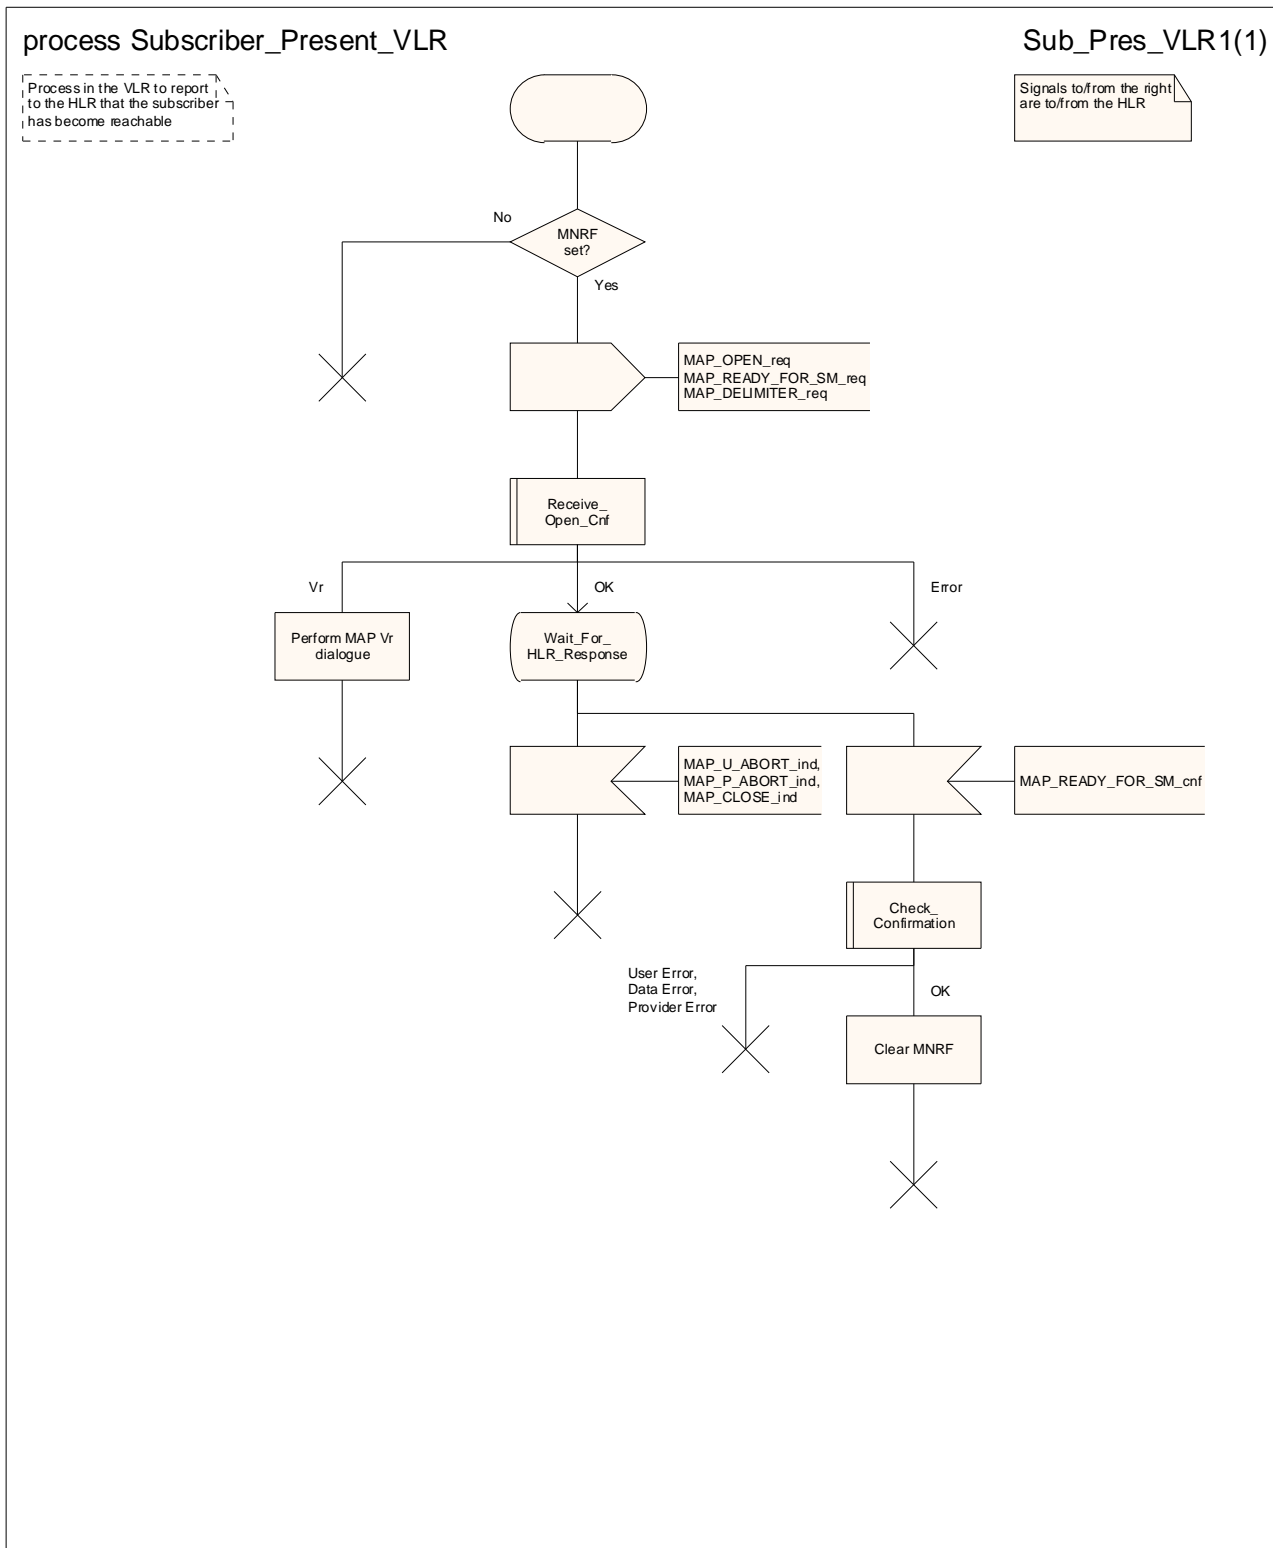 process Subscriber_Present_VLR
Sub_Pres_VLR1(1)
Process in the VLR to report
to the HLR that the subscriber
has become reachable
Signals to/from the right
are to/from the HLR
No
MNRF
set?
Yes
MAP_OPEN_req
MAP_READY_FOR_SM_req
MAP_DELIMITER_req
Receive_
Open_Cnf
Vr
OK
Error
Perform MAP Vr
dialogue
Wait_For_
HLR_Response
MAP_U_ABORT_ind,
MAP_P_ABORT_ind,
MAP_CLOSE_ind
MAP_READY_FOR_SM_cnf
Check_
Confirmation
User Error,
Data Error,
Provider Error
OK
Clear MNRF